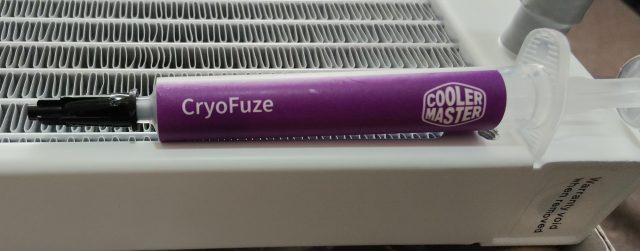 CryoFuze
COOLER
MASTER
Warranty void
when removed